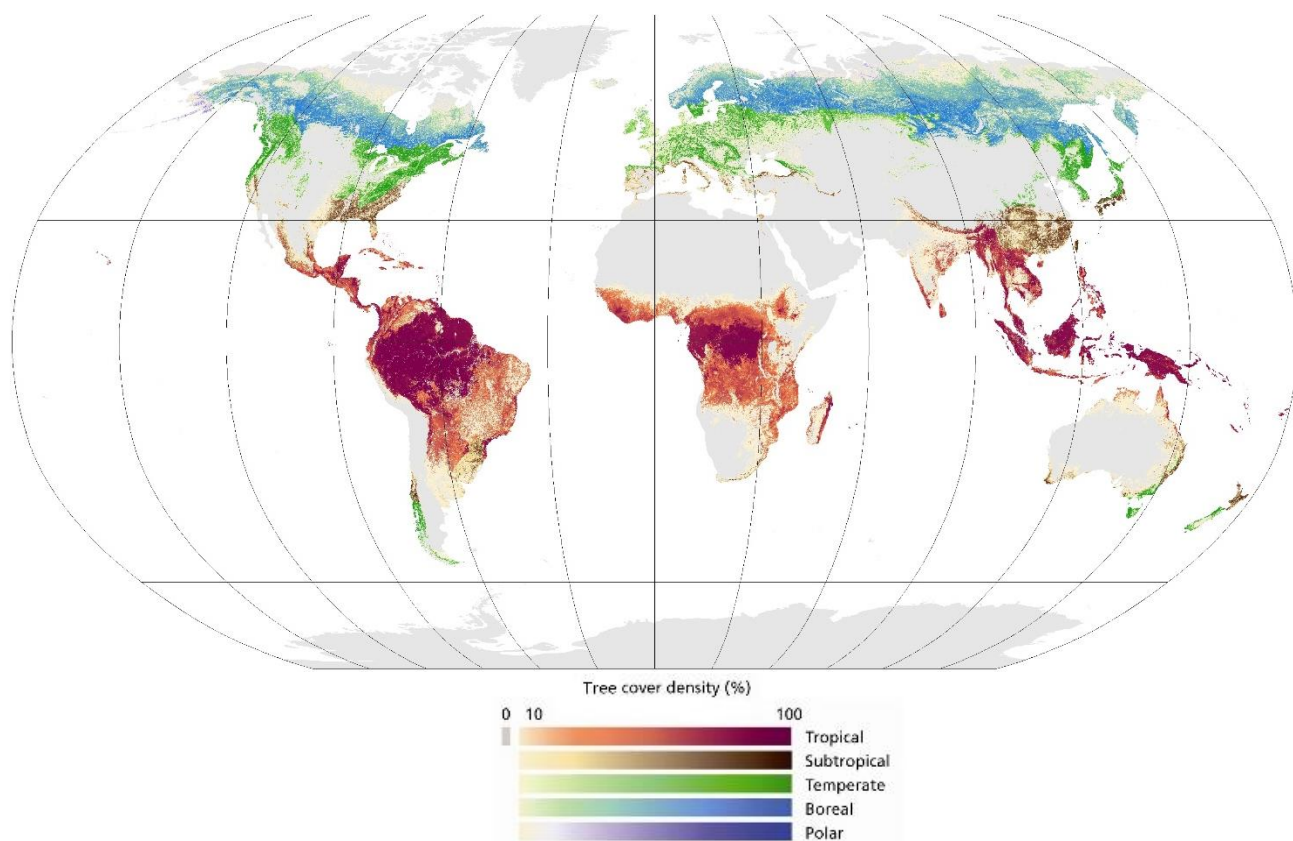 Tree cover density (%)
0 10 100
Tropical
Subtropical
Temperate
Boreal
Polar